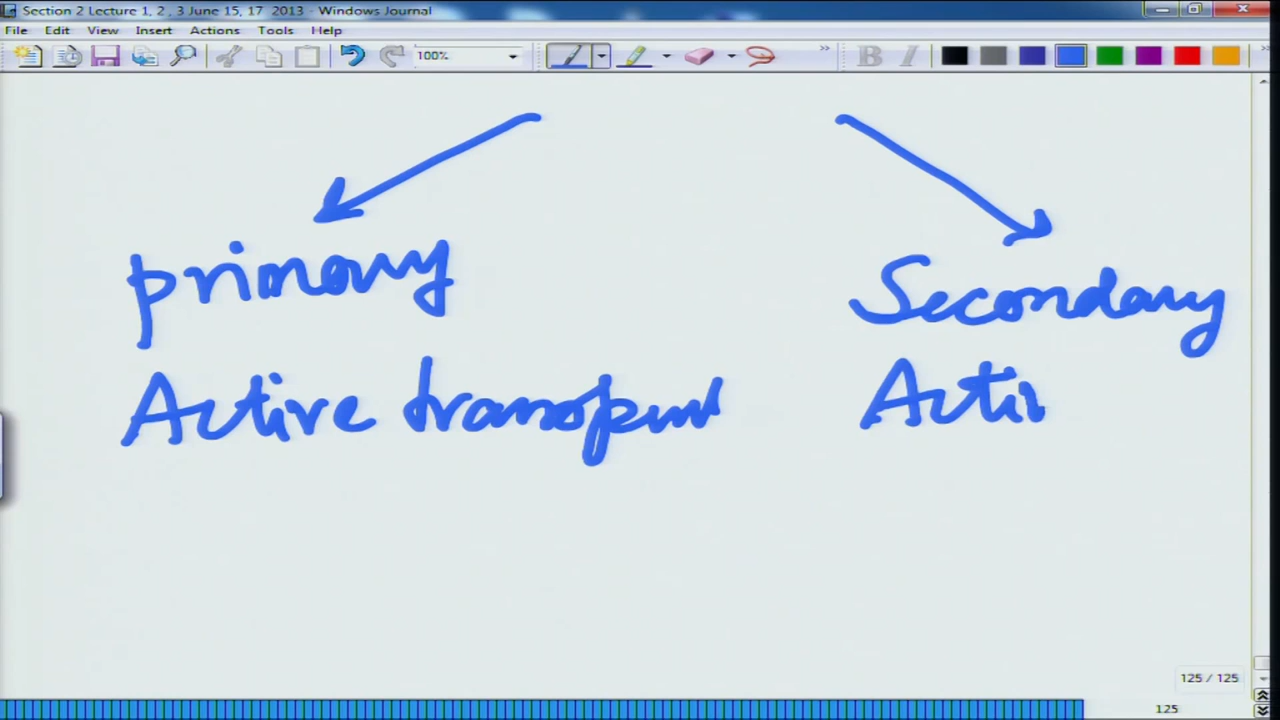 Section 2 Lecture 1, 2 , 3 June 15, 17 2013 - Windows Journal
File Edit View Insert Actions Tools Help
100%
B I
primary
Secondary
Active transport
Activ
125 / 125
125